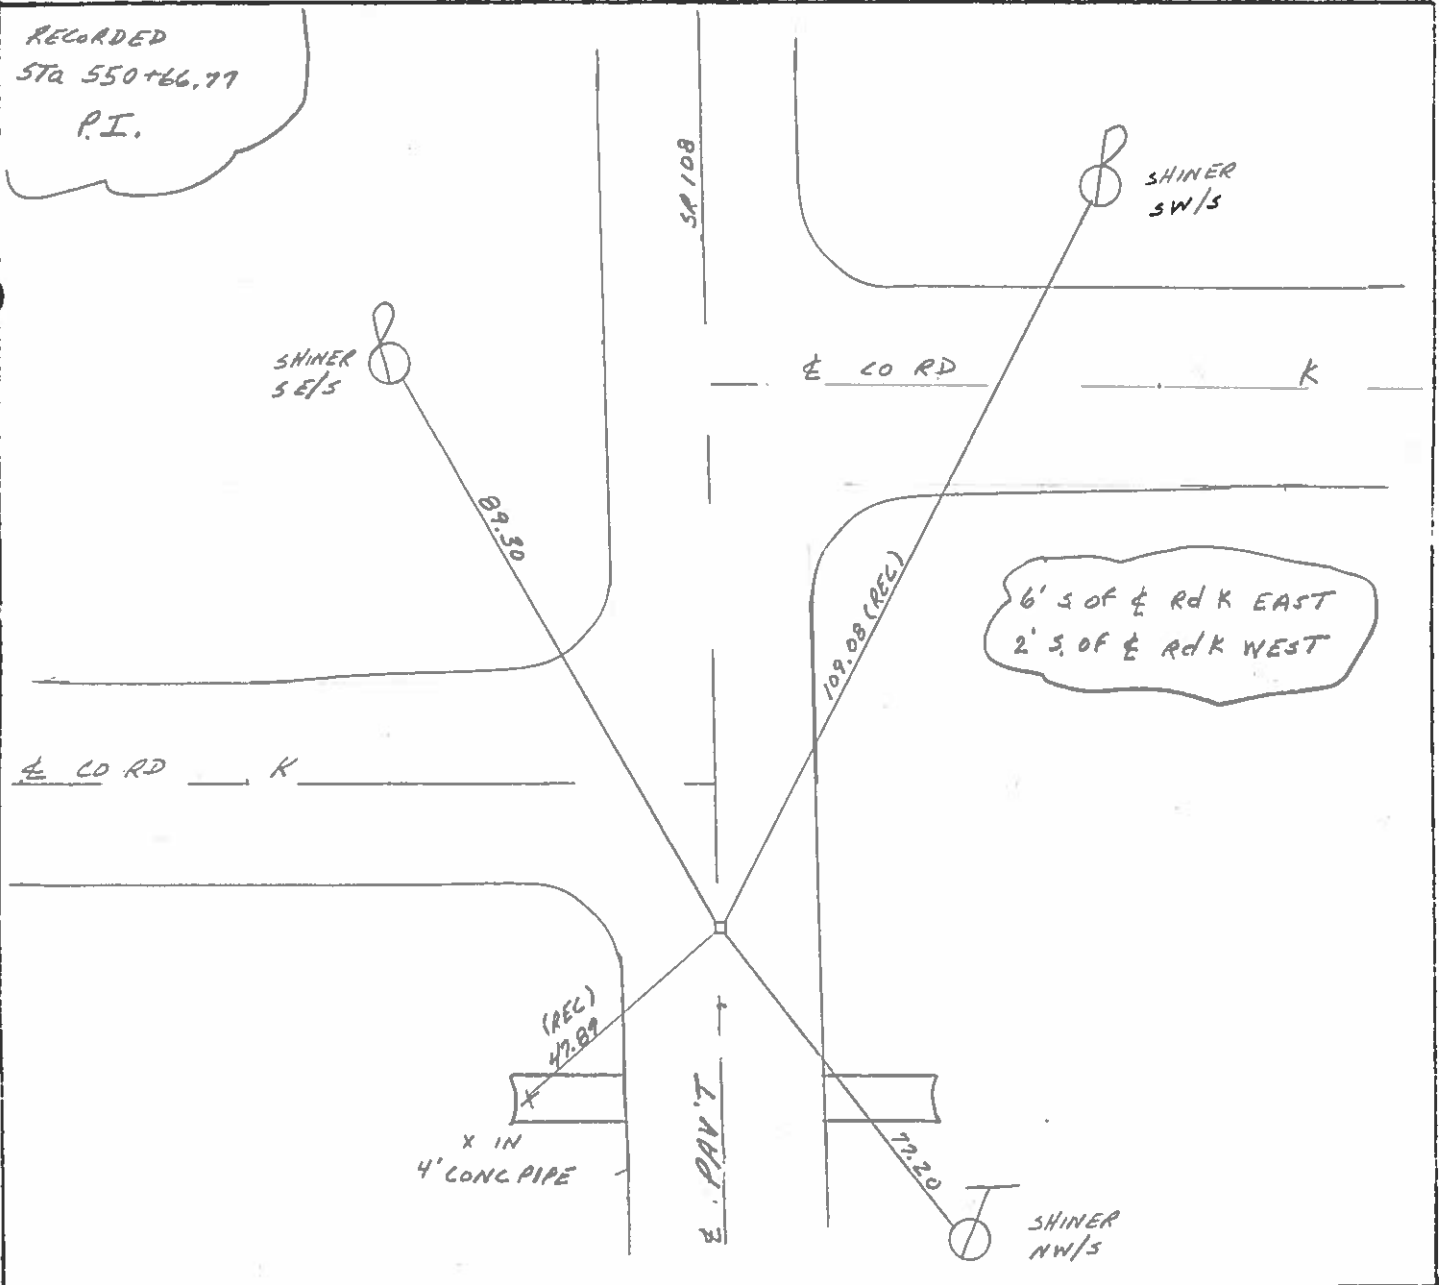 RECORDED
STa 550+66.77
P.I.
SR 108
SHINER
SW/S
SHINER
SE/S
℄ CO RD K
89.30
109.08 (REC)
6' S OF ℄ Rd K EAST
2' S. OF ℄ Rd K WEST
℄ CO RD K
(REC)
47.89
X
X IN
4' CONC PIPE
℄ PAV'T
77.20
SHINER
NW/S